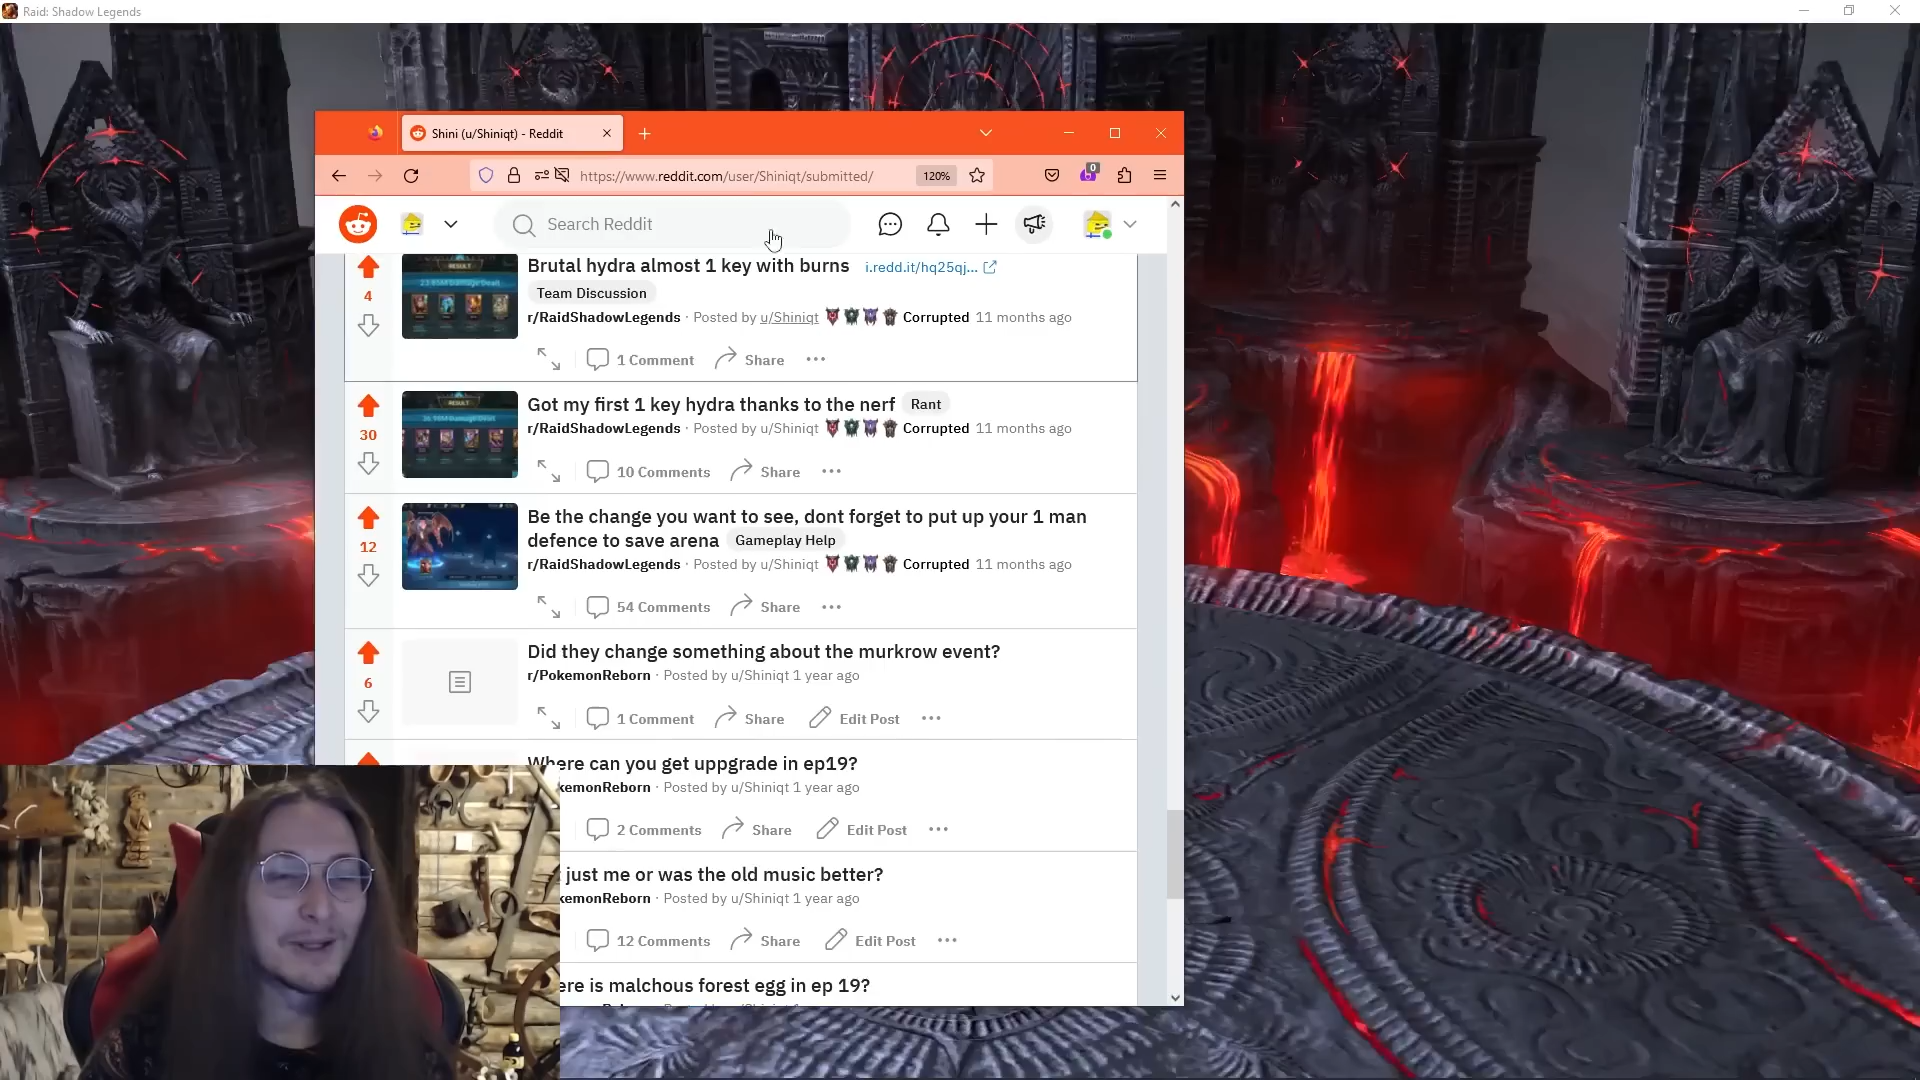 Raid: Shadow Legends
Shini (u/Shiniqt) - Reddit
https://www.reddit.com/user/Shiniqt/submitted/
120%
0
Search Reddit
Brutal hydra almost 1 key with burns i.redd.it/hq25qj...
Team Discussion
4
r/RaidShadowLegends · Posted by u/Shiniqt Corrupted 11 months ago
1 Comment Share
Got my first 1 key hydra thanks to the nerf Rant
30
r/RaidShadowLegends · Posted by u/Shiniqt Corrupted 11 months ago
10 Comments Share
Be the change you want to see, dont forget to put up your 1 man
defence to save arena Gameplay Help
12
r/RaidShadowLegends · Posted by u/Shiniqt Corrupted 11 months ago
54 Comments Share
Did they change something about the murkrow event?
6
r/PokemonReborn · Posted by u/Shiniqt 1 year ago
1 Comment Share Edit Post
Where can you get uppgrade in ep19?
kemonReborn · Posted by u/Shiniqt 1 year ago
2 Comments Share Edit Post
just me or was the old music better?
kemonReborn · Posted by u/Shiniqt 1 year ago
12 Comments Share Edit Post
ere is malchous forest egg in ep 19?